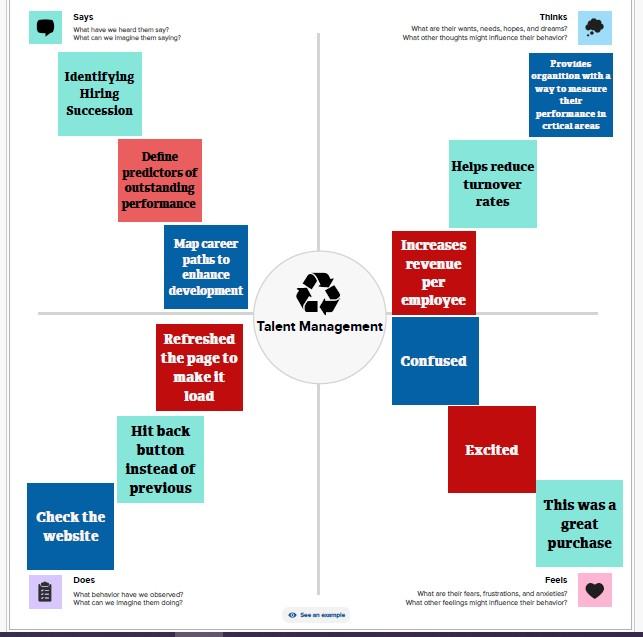 Says
What have we heard them say?
What can we imagine them saying?
Thinks
What are their wants, needs, hopes, and dreams?
What other thoughts might influence their behavior?
Identifying
Hiring
Succession
Define
predictors of
outstanding
performance
Map career
paths to
enhance
development
Provides
orgnition with a
way to measure
their
performance in
crtical areas
Helps reduce
turnover
rates
Increases
revenue
per
employee
Talent Management
Refreshed
the page to
make it
load
Hit back
button
instead of
previous
Check the
website
Confused
Excited
This was a
great
purchase
Does
What behavior have we observed?
What can we imagine them doing?
Feels
What are their fears, frustrations, and anxieties?
What other feelings might influence their behavior?
See an example